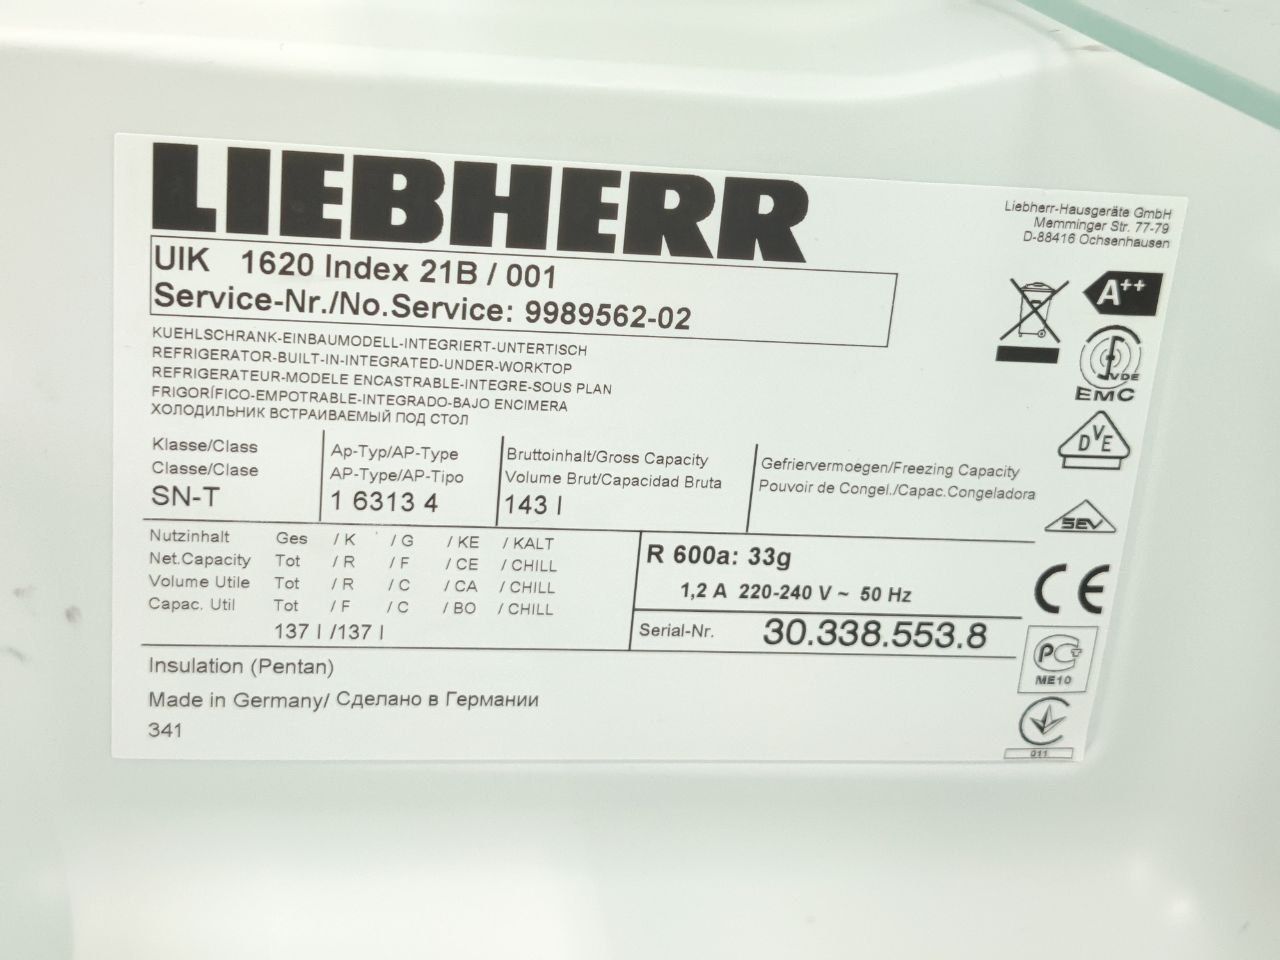 LIEBHERR
Liebherr-Hausgeräte GmbH
Memminger Str. 77-79
D-88416 Ochsenhausen
UIK 1620 Index 21B / 001
Service-Nr./No.Service: 9989562-02
A++
VDE
EMC
DVE
SEV
KUEHLSCHRANK-EINBAUMODELL-INTEGRIERT-UNTERTISCH
REFRIGERATOR-BUILT-IN-INTEGRATED-UNDER-WORKTOP
REFRIGERATEUR-MODELE ENCASTRABLE-INTEGRE-SOUS PLAN
FRIGORÍFICO-EMPOTRABLE-INTEGRADO-BAJO ENCIMERA
ХОЛОДИЛЬНИК ВСТРАИВАЕМЫЙ ПОД СТОЛ
Klasse/Class
Classe/Clase
SN-T
Ap-Typ/AP-Type
AP-Type/AP-Tipo
1 6313 4
Bruttoinhalt/Gross Capacity
Volume Brut/Capacidad Bruta
143 l
Gefriervermoegen/Freezing Capacity
Pouvoir de Congel./Capac.Congeladora
Nutzinhalt Ges / K / G / KE / KALT
Net.Capacity Tot / R / F / CE / CHILL
Volume Utile Tot / R / C / CA / CHILL
Capac. Util Tot / F / C / BO / CHILL
137 l /137 l
R 600a: 33g
1,2 A 220-240 V ~ 50 Hz
Serial-Nr. 30.338.553.8
CE
PC
ME10
011
Insulation (Pentan)
Made in Germany/ Сделано в Германии
341